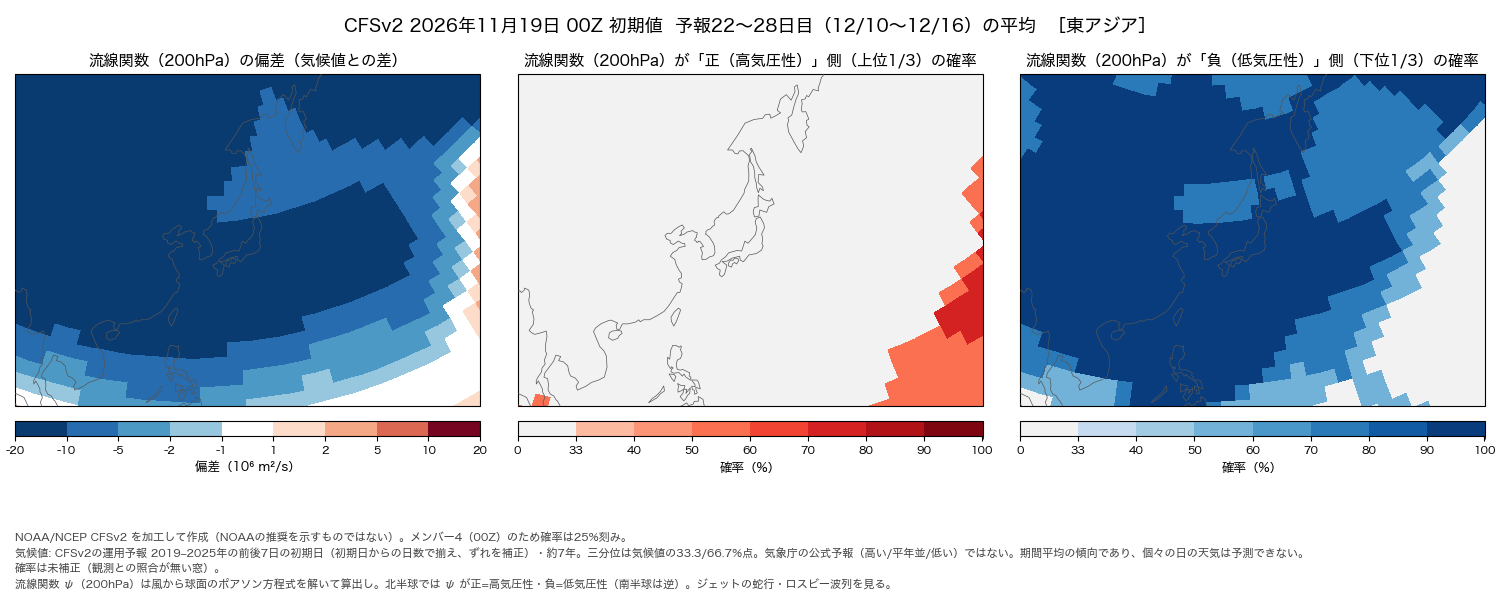 CFSv2 2026年11月19日 00Z 初期値 予報22～28日目（12/10～12/16）の平均 ［東アジア］
流線関数（200hPa）の偏差（気候値との差）
流線関数（200hPa）が「正（高気圧性）」側（上位1/3）の確率
流線関数（200hPa）が「負（低気圧性）」側（下位1/3）の確率
-20 -10 -5 -2 -1 1 2 5 10 20
偏差（10⁶ m²/s）
0 33 40 50 60 70 80 90 100
確率（%）
0 33 40 50 60 70 80 90 100
確率（%）
NOAA/NCEP CFSv2 を加工して作成（NOAAの推奨を示すものではない）。メンバー4（00Z）のため確率は25%刻み。
気候値: CFSv2の運用予報 2019–2025年の前後7日の初期日（初期日からの日数で揃え、ずれを補正）・約7年。三分位は気候値の33.3/66.7%点。気象庁の公式予報（高い/平年並/低い）ではない。期間平均の傾向であり、個々の日の天気は予測できない。
確率は未補正（観測との照合が無い窓）。
流線関数 ψ（200hPa）は風から球面のポアソン方程式を解いて算出し。北半球では ψ が正=高気圧性・負=低気圧性（南半球は逆）。ジェットの蛇行・ロスビー波列を見る。